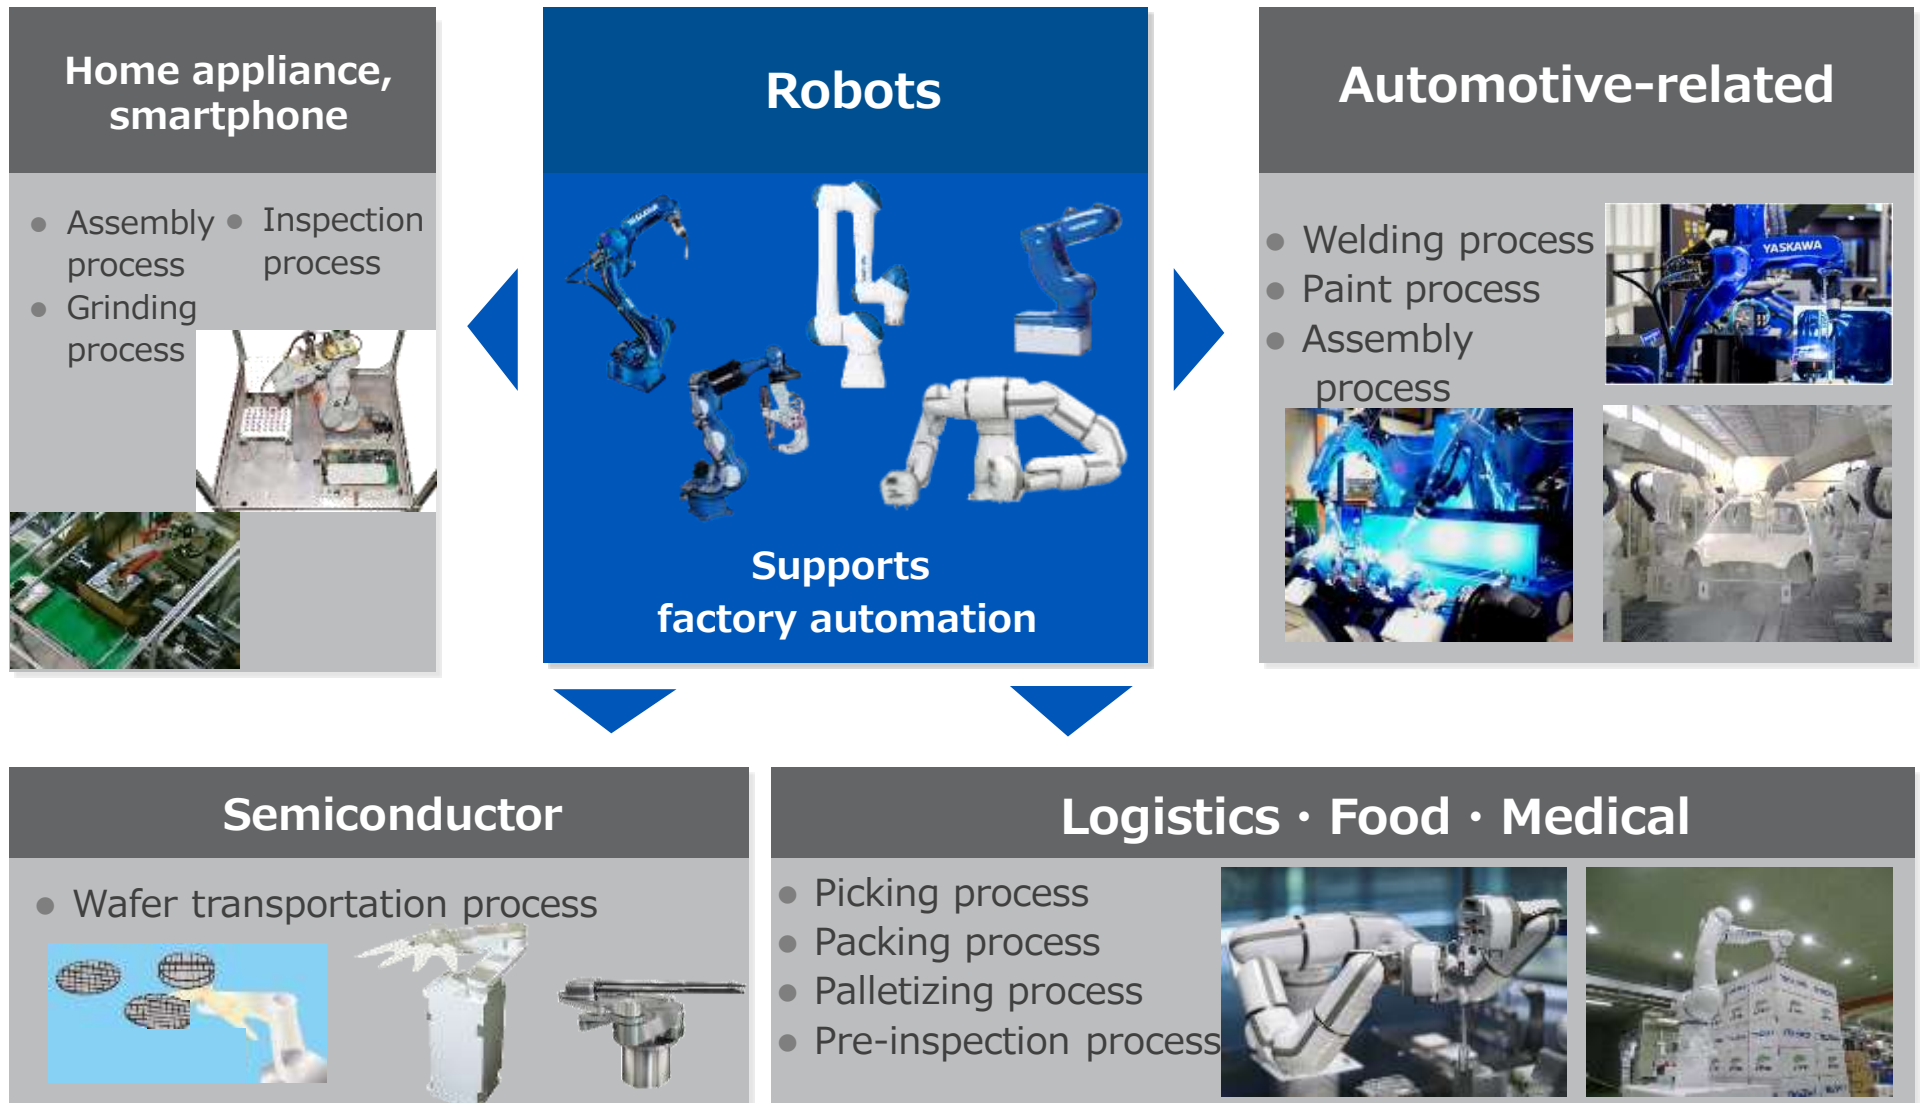 Home appliance,
smartphone
● Assembly
process
● Grinding
process
● Inspection
process
Robots
Supports
factory automation
Automotive-related
● Welding process
● Paint process
● Assembly
process
YASKAWA
Semiconductor
● Wafer transportation process
Logistics・Food・Medical
● Picking process
● Packing process
● Palletizing process
● Pre-inspection process